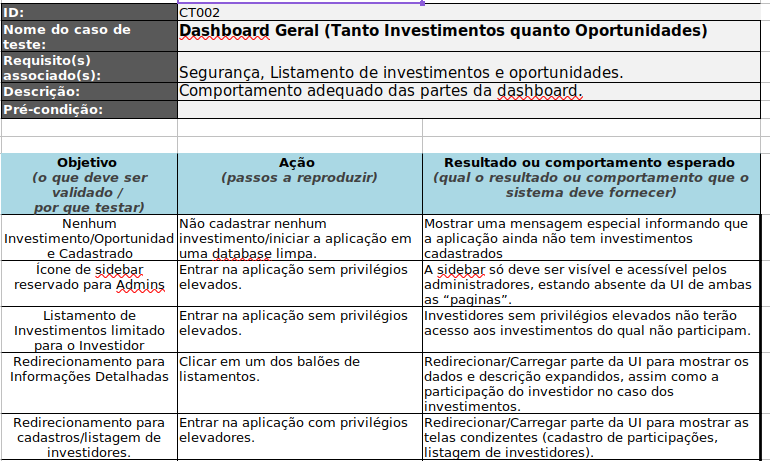 ID: CT002
Nome do caso de
teste:
Dashboard Geral (Tanto Investimentos quanto Oportunidades)
Requisito(s)
associado(s):
Segurança, Listamento de investimentos e oportunidades.
Descrição: Comportamento adequado das partes da dashboard.
Pré-condição:
Objetivo
(o que deve ser
validado /
por que testar)
Ação
(passos a reproduzir)
Resultado ou comportamento esperado
(qual o resultado ou comportamento que o
sistema deve fornecer)
Nenhum
Investimento/Oportunidad
e Cadastrado
Não cadastrar nenhum
investimento/iniciar a aplicação em
uma database limpa.
Mostrar uma mensagem especial informando que
a aplicação ainda não tem investimentos
cadastrados
Ícone de sidebar
reservado para Admins
Entrar na aplicação sem privilégios
elevados.
A sidebar só deve ser visível e acessível pelos
administradores, estando absente da UI de ambas
as “paginas”.
Listamento de
Investimentos limitado
para o Investidor
Entrar na aplicação sem privilégios
elevados.
Investidores sem privilégios elevados não terão
acesso aos investimentos do qual não participam.
Redirecionamento para
Informações Detalhadas
Clicar em um dos balões de
listamentos.
Redirecionar/Carregar parte da UI para mostrar os
dados e descrição expandidos, assim como a
participação do investidor no caso dos
investimentos.
Redirecionamento para
cadastros/listagem de
investidores.
Entrar na aplicação com privilégios
elevadores.
Redirecionar/Carregar parte da UI para mostrar as
telas condizentes (cadastro de participações,
listagem de investidores).